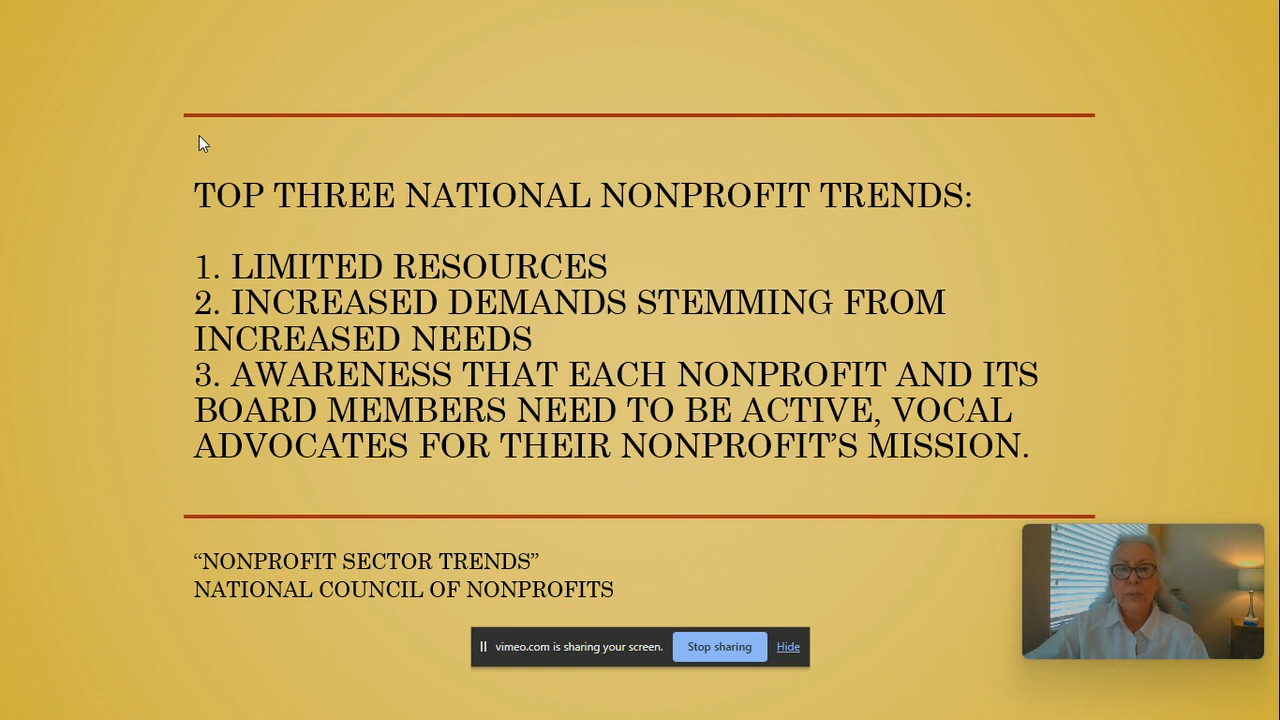 TOP THREE NATIONAL NONPROFIT TRENDS:
1. LIMITED RESOURCES
2. INCREASED DEMANDS STEMMING FROM
INCREASED NEEDS
3. AWARENESS THAT EACH NONPROFIT AND ITS
BOARD MEMBERS NEED TO BE ACTIVE, VOCAL
ADVOCATES FOR THEIR NONPROFIT’S MISSION.
“NONPROFIT SECTOR TRENDS”
NATIONAL COUNCIL OF NONPROFITS
vimeo.com is sharing your screen. Stop sharing Hide